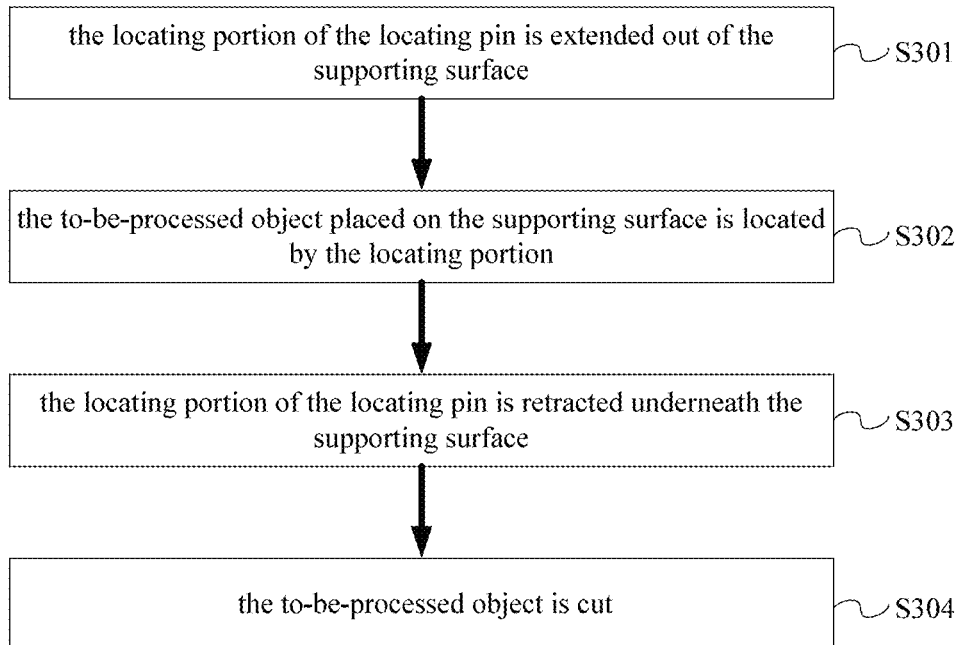 the locating portion of the locating pin is extended out of the
supporting surface
S301
the to-be-processed object placed on the supporting surface is located
by the locating portion
S302
the locating portion of the locating pin is retracted underneath the
supporting surface
S303
the to-be-processed object is cut
S304